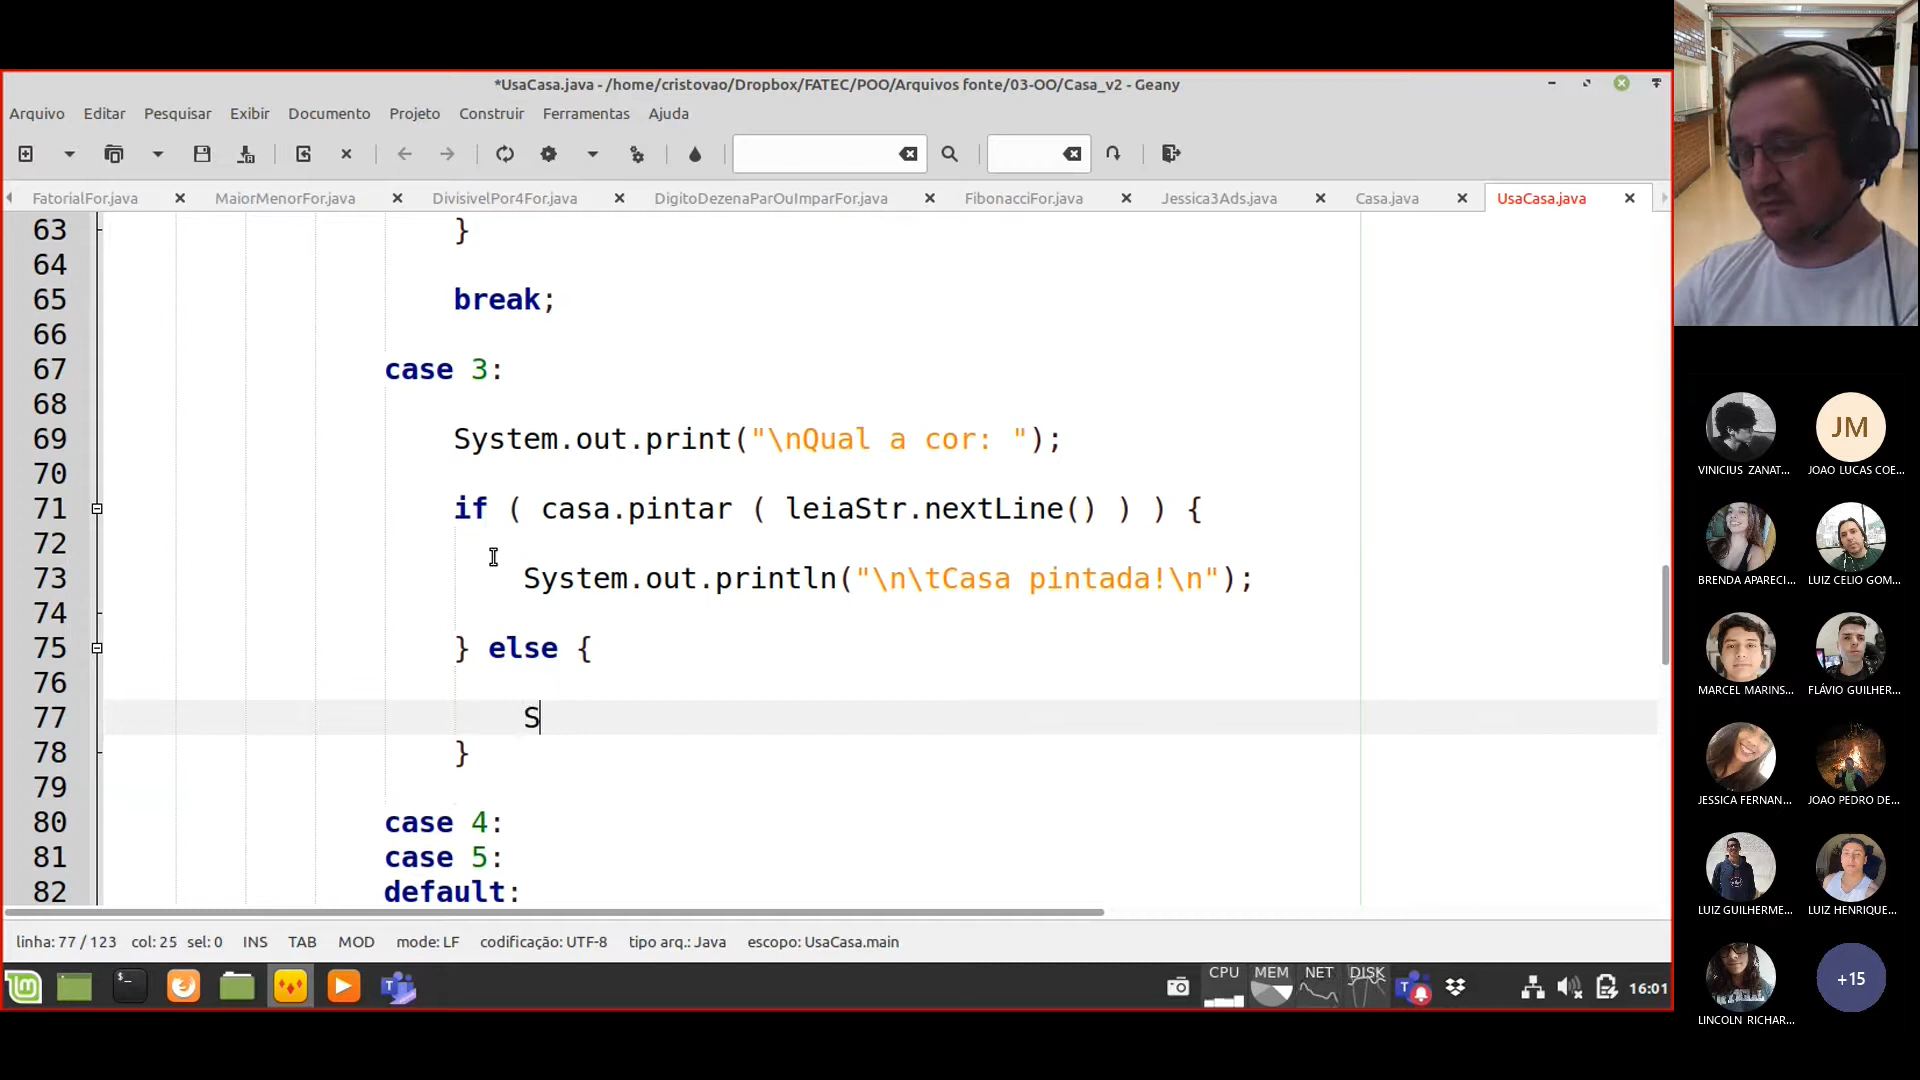 *UsaCasa.java - /home/cristovao/Dropbox/FATEC/POO/Arquivos fonte/03-OO/Casa_v2 - Geany
Arquivo Editar Pesquisar Exibir Documento Projeto Construir Ferramentas Ajuda
FatorialFor.java MaiorMenorFor.java DivisivelPor4For.java DigitoDezenaParOuImparFor.java FibonacciFor.java Jessica3Ads.java Casa.java UsaCasa.java
63 }
64
65 break;
66
67 case 3:
68
69 System.out.print("\nQual a cor: ");
70
71 if ( casa.pintar ( leiaStr.nextLine() ) ) {
72
73 System.out.println("\n\tCasa pintada!\n");
74
75 } else {
76
77 S
78 }
79
80 case 4:
81 case 5:
82 default:
linha: 77 / 123 col: 25 sel: 0 INS TAB MOD mode: LF codificação: UTF-8 tipo arq.: Java escopo: UsaCasa.main
CPU MEM NET DISK 16:01
JM
VINICIUS ZANAT... JOAO LUCAS COE...
BRENDA APARECI... LUIZ CELIO GOM...
MARCEL MARINS... FLÁVIO GUILHER...
JESSICA FERNAN... JOAO PEDRO DE...
LUIZ GUILHERME... LUIZ HENRIQUE...
+15
LINCOLN RICHAR...